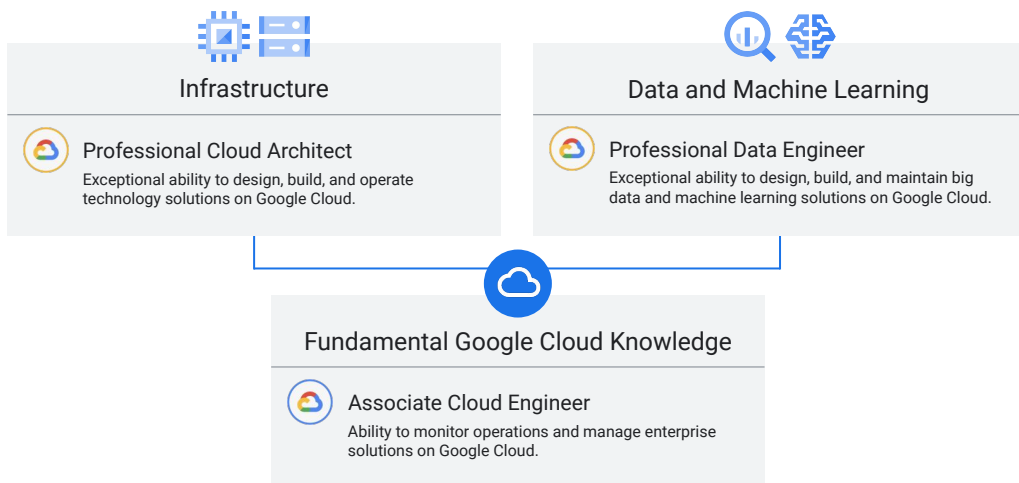 Infrastructure
Professional Cloud Architect
Exceptional ability to design, build, and operate
technology solutions on Google Cloud.
Data and Machine Learning
Professional Data Engineer
Exceptional ability to design, build, and maintain big
data and machine learning solutions on Google Cloud.
Fundamental Google Cloud Knowledge
Associate Cloud Engineer
Ability to monitor operations and manage enterprise
solutions on Google Cloud.